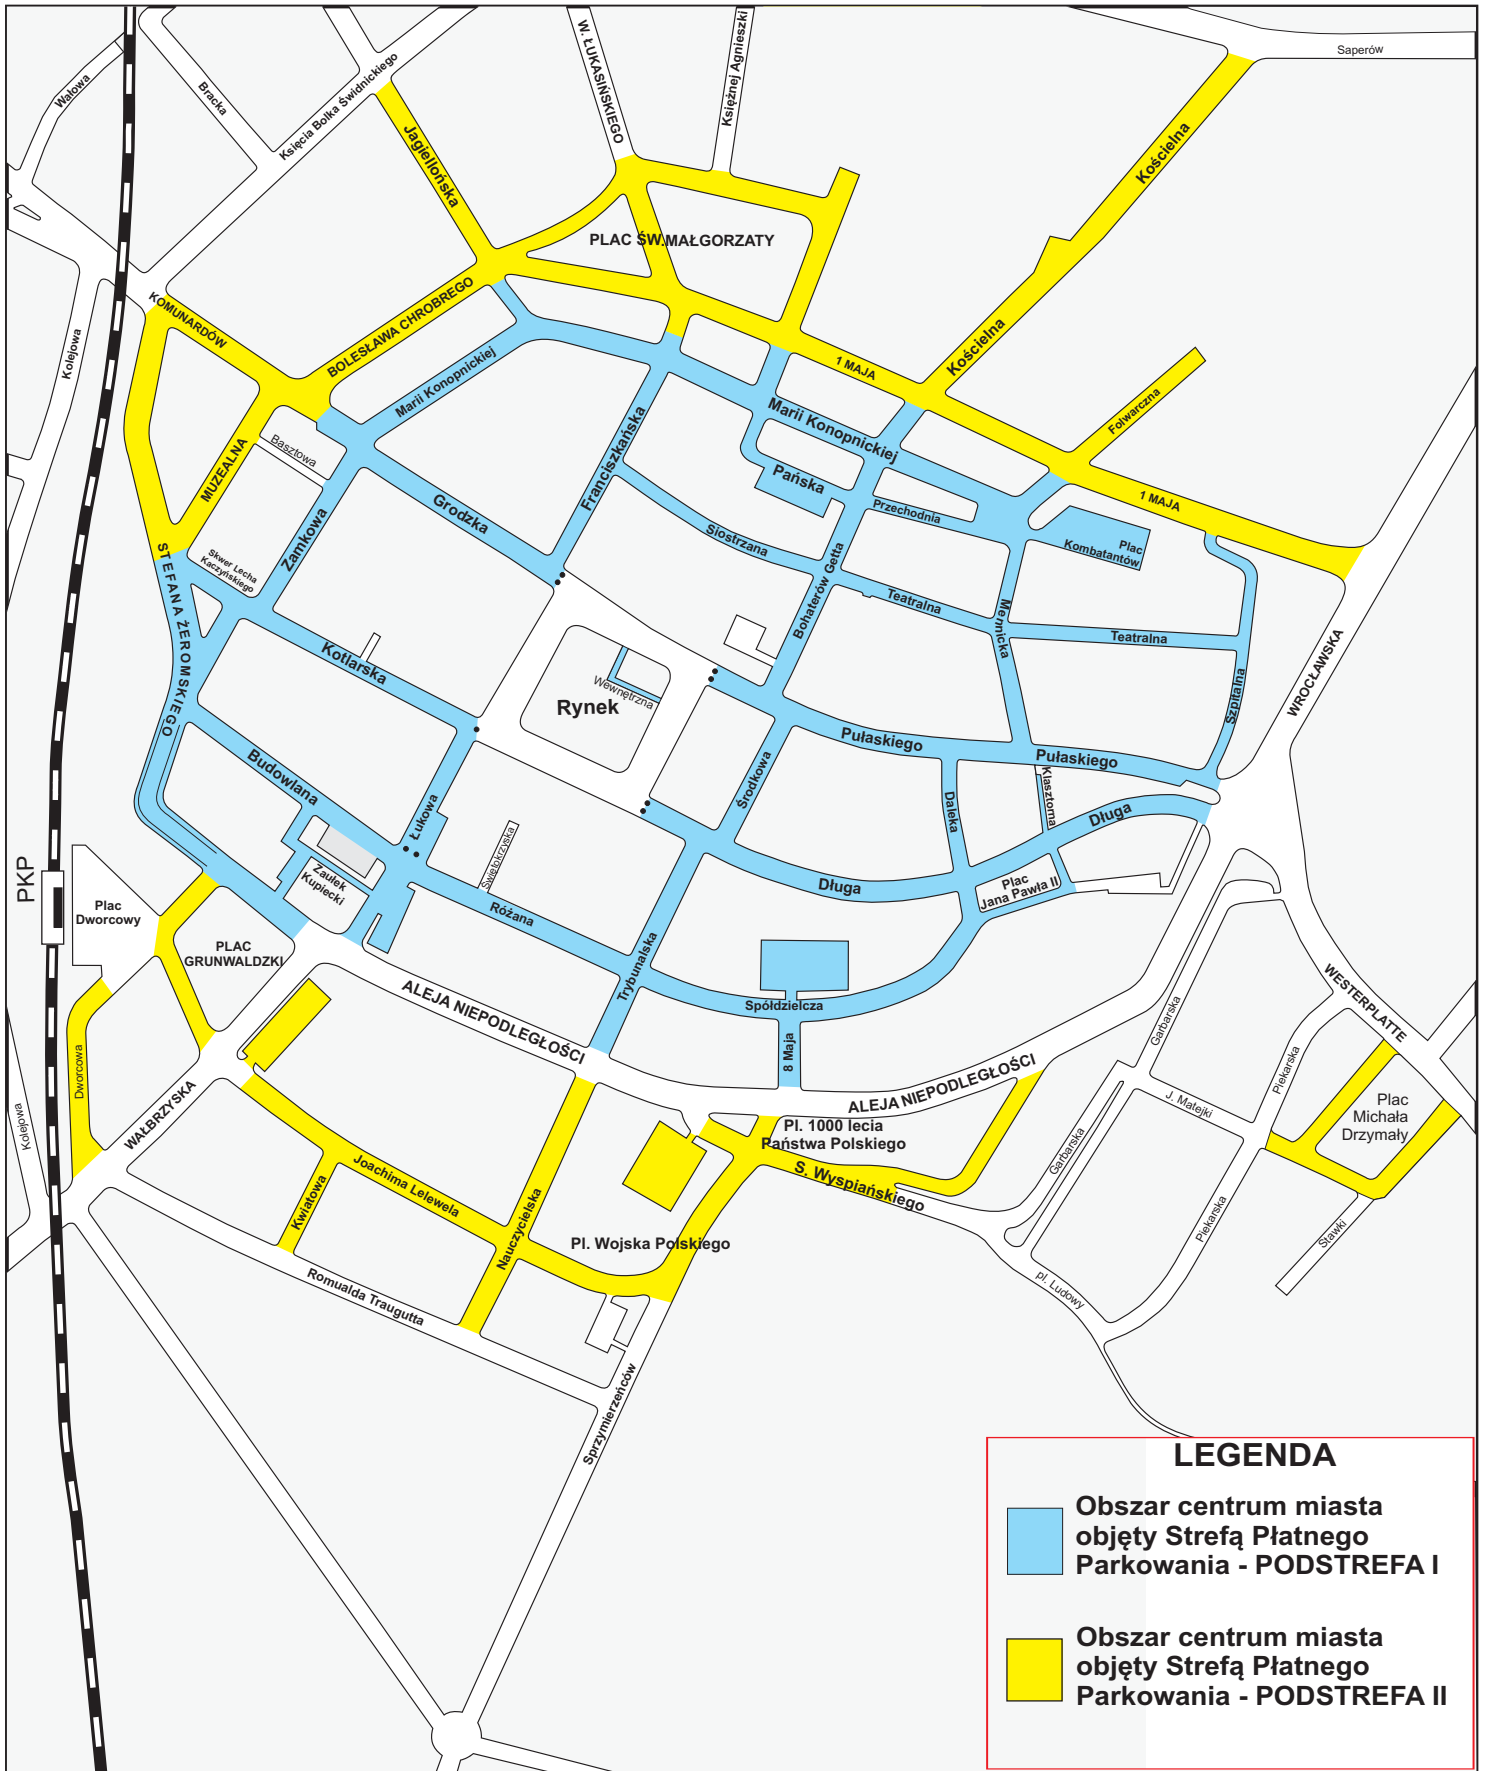 Saperów
Wałowa
Bracka
Księcia Bolka Świdnickiego
W. ŁUKASIŃSKIEGO
Księżnej Agnieszki
Jagiellońska
Kościelna
PLAC ŚW.MAŁGORZATY
KOMUNARDÓW
BOLESŁAWA CHROBREGO
Kolejowa
Marii Konopnickiej
1 MAJA
Kościelna
Folwarczna
Marii Konopnickiej
Franciszkańska
Basztowa
MUZEALNA
Grodzka
Pańska
Przechodnia
1 MAJA
Zamkowa
Siostrzana
Plac
Kombatantów
STEFANA ŻEROMSKIEGO
Skwer Lecha
Kaczyńskiego
Bohaterów Getta
Teatralna
Mennicka
Teatralna
Kotlarska
Wewnętrzna
Rynek
Szpitalna
WROCŁAWSKA
Pułaskiego
Pułaskiego
Budowlana
Środkowa
Łukowa
Daleka
Klasztorna
Długa
Świętokrzyska
PKP
Zaułek
Kupiecki
Długa
Plac
Jana Pawła II
Plac
Dworcowy
Różana
PLAC
GRUNWALDZKI
Trybunalska
Spółdzielcza
ALEJA NIEPODLEGŁOŚCI
WESTERPLATTE
Garbarska
8 Maja
Dworcowa
ALEJA NIEPODLEGŁOŚCI
Piekarska
WAŁBRZYSKA
Kolejowa
J. Matejki
Plac
Michała
Drzymały
Pl. 1000 lecia
Państwa Polskiego
Garbarska
Joachima Lelewela
S. Wyspiańskiego
Kwiatowa
Nauczycielska
Piekarska
Stawki
Pl. Wojska Polskiego
pl. Ludowy
Romualda Traugutta
Sprzymierzeńców
LEGENDA
Obszar centrum miasta
objęty Strefą Płatnego
Parkowania - PODSTREFA I
Obszar centrum miasta
objęty Strefą Płatnego
Parkowania - PODSTREFA II